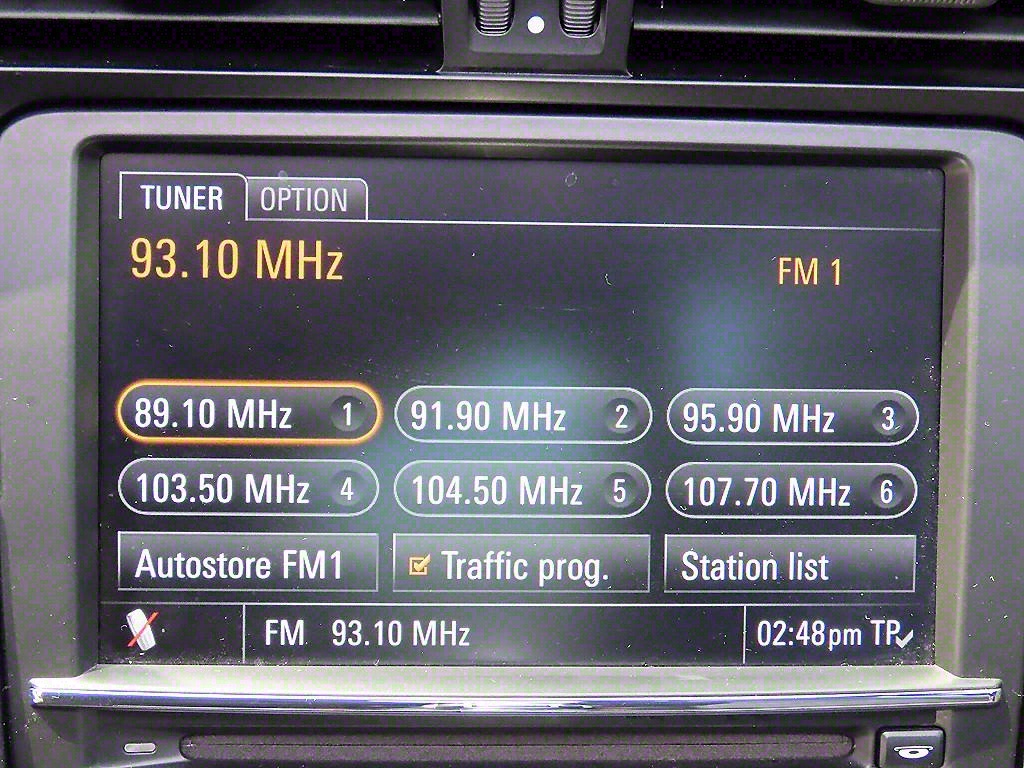 TUNER OPTION
93.10 MHz FM 1
89.10 MHz 1 91.90 MHz 2 95.90 MHz 3
103.50 MHz 4 104.50 MHz 5 107.70 MHz 6
Autostore FM1 Traffic prog. Station list
FM 93.10 MHz 02:48pm TP